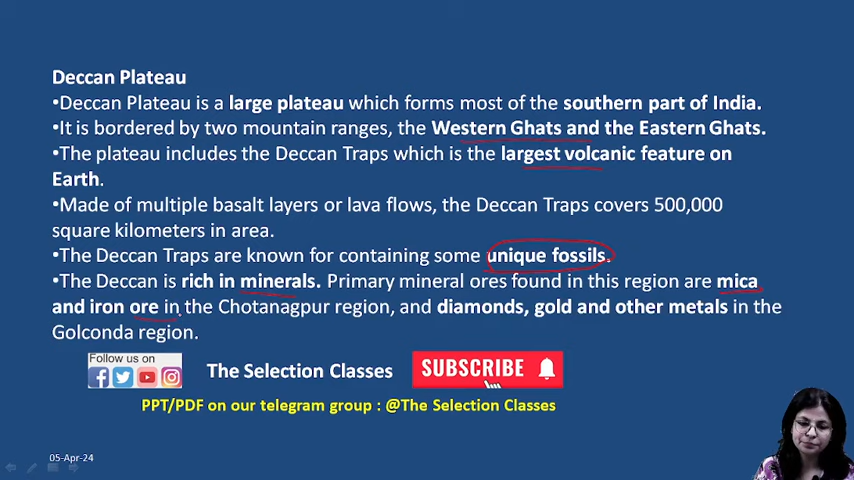 Deccan Plateau
•Deccan Plateau is a large plateau which forms most of the southern part of India.
•It is bordered by two mountain ranges, the Western Ghats and the Eastern Ghats.
•The plateau includes the Deccan Traps which is the largest volcanic feature on
Earth.
•Made of multiple basalt layers or lava flows, the Deccan Traps covers 500,000
square kilometers in area.
•The Deccan Traps are known for containing some unique fossils.
•The Deccan is rich in minerals. Primary mineral ores found in this region are mica
and iron ore in the Chotanagpur region, and diamonds, gold and other metals in the
Golconda region.
Follow us on
The Selection Classes
SUBSCRIBE
PPT/PDF on our telegram group : @The Selection Classes
05-Apr-24